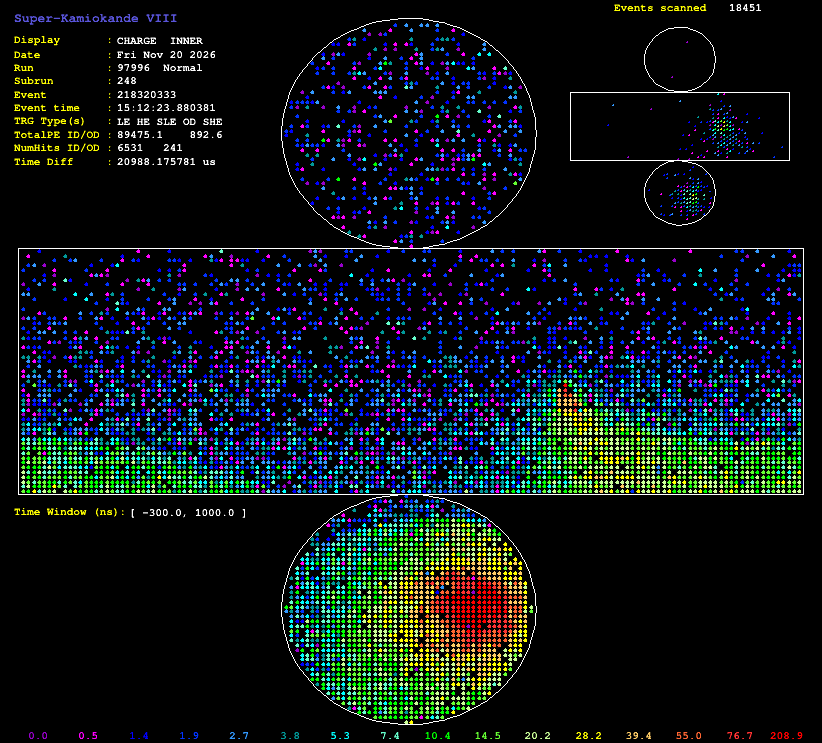 Super-Kamiokande VIII
Events scanned 18451
Display : CHARGE INNER
Date : Fri Nov 20 2026
Run : 97996 Normal
Subrun : 248
Event : 218320333
Event time : 15:12:23.880381
TRG Type(s) : LE HE SLE OD SHE
TotalPE ID/OD : 89475.1 892.6
NumHits ID/OD : 6531 241
Time Diff : 20988.175781 us
Time Window (ns): [ -300.0, 1000.0 ]
0.0 0.5 1.4 1.9 2.7 3.8 5.3 7.4 10.4 14.5 20.2 28.2 39.4 55.0 76.7 208.9